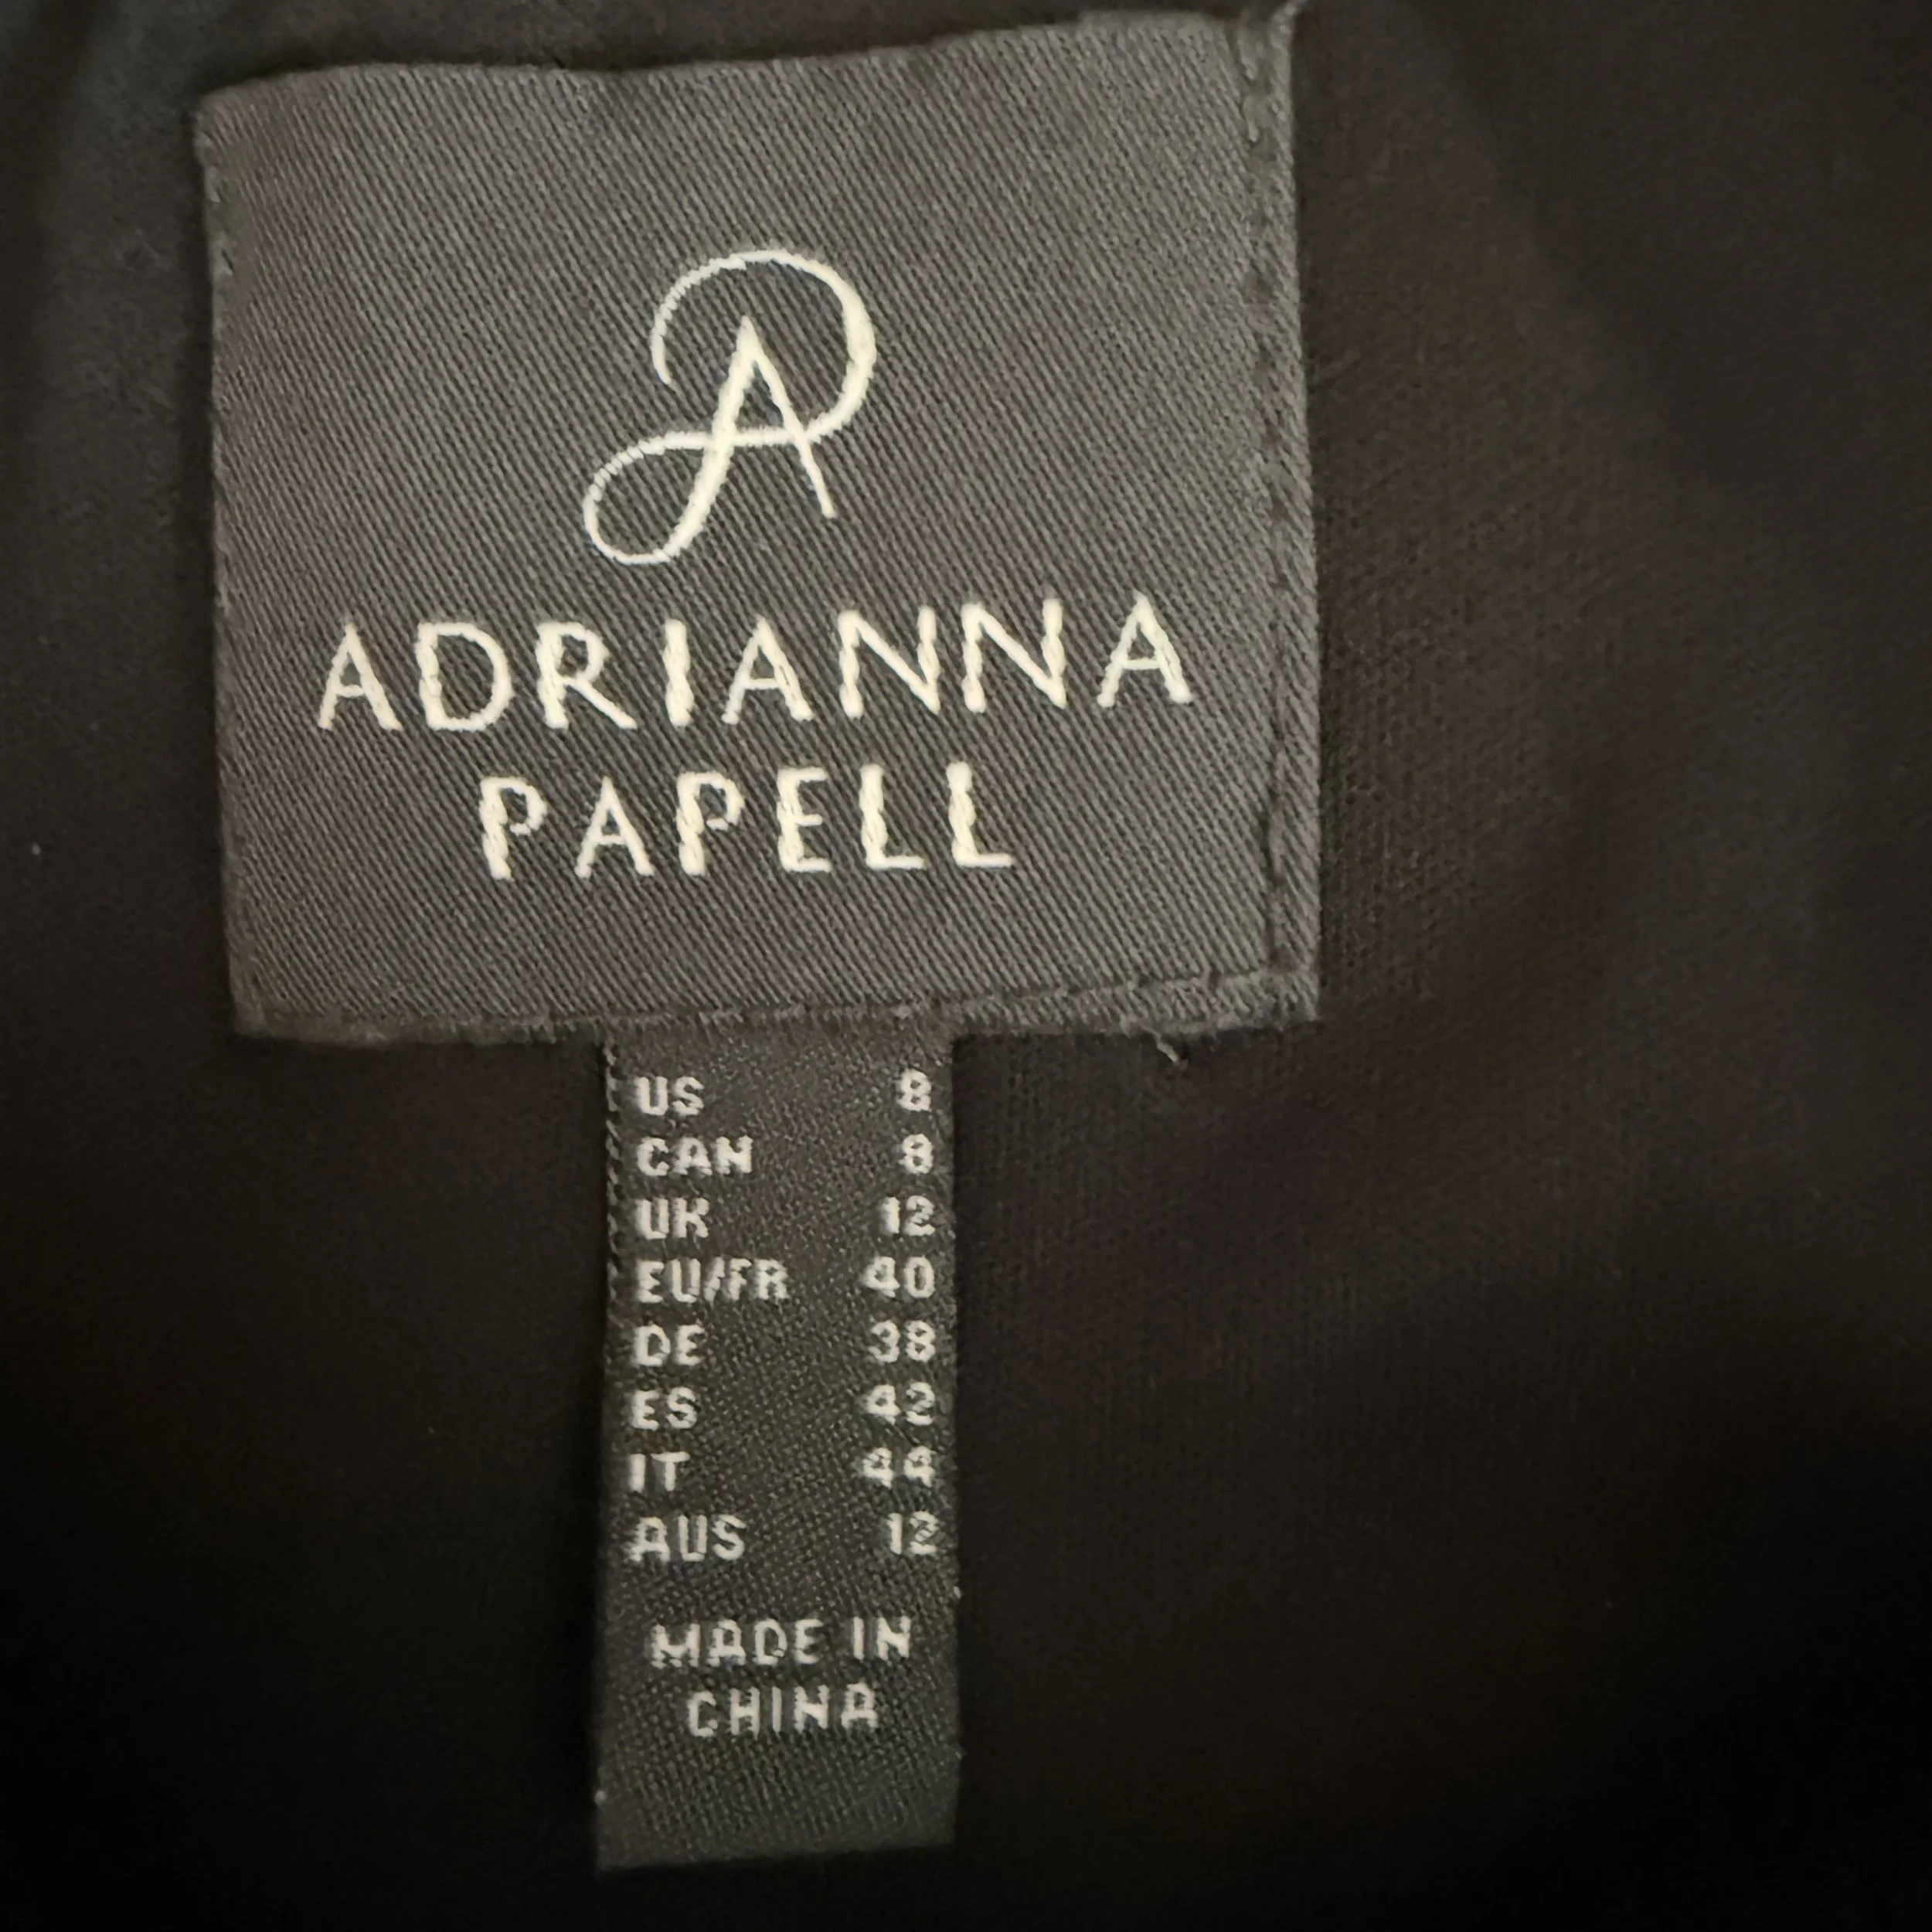 AP
ADRIANNA
PAPELL
US 8
CAN 8
UK 12
EU/FR 40
DE 38
ES 42
IT 44
AUS 12
MADE IN
CHINA